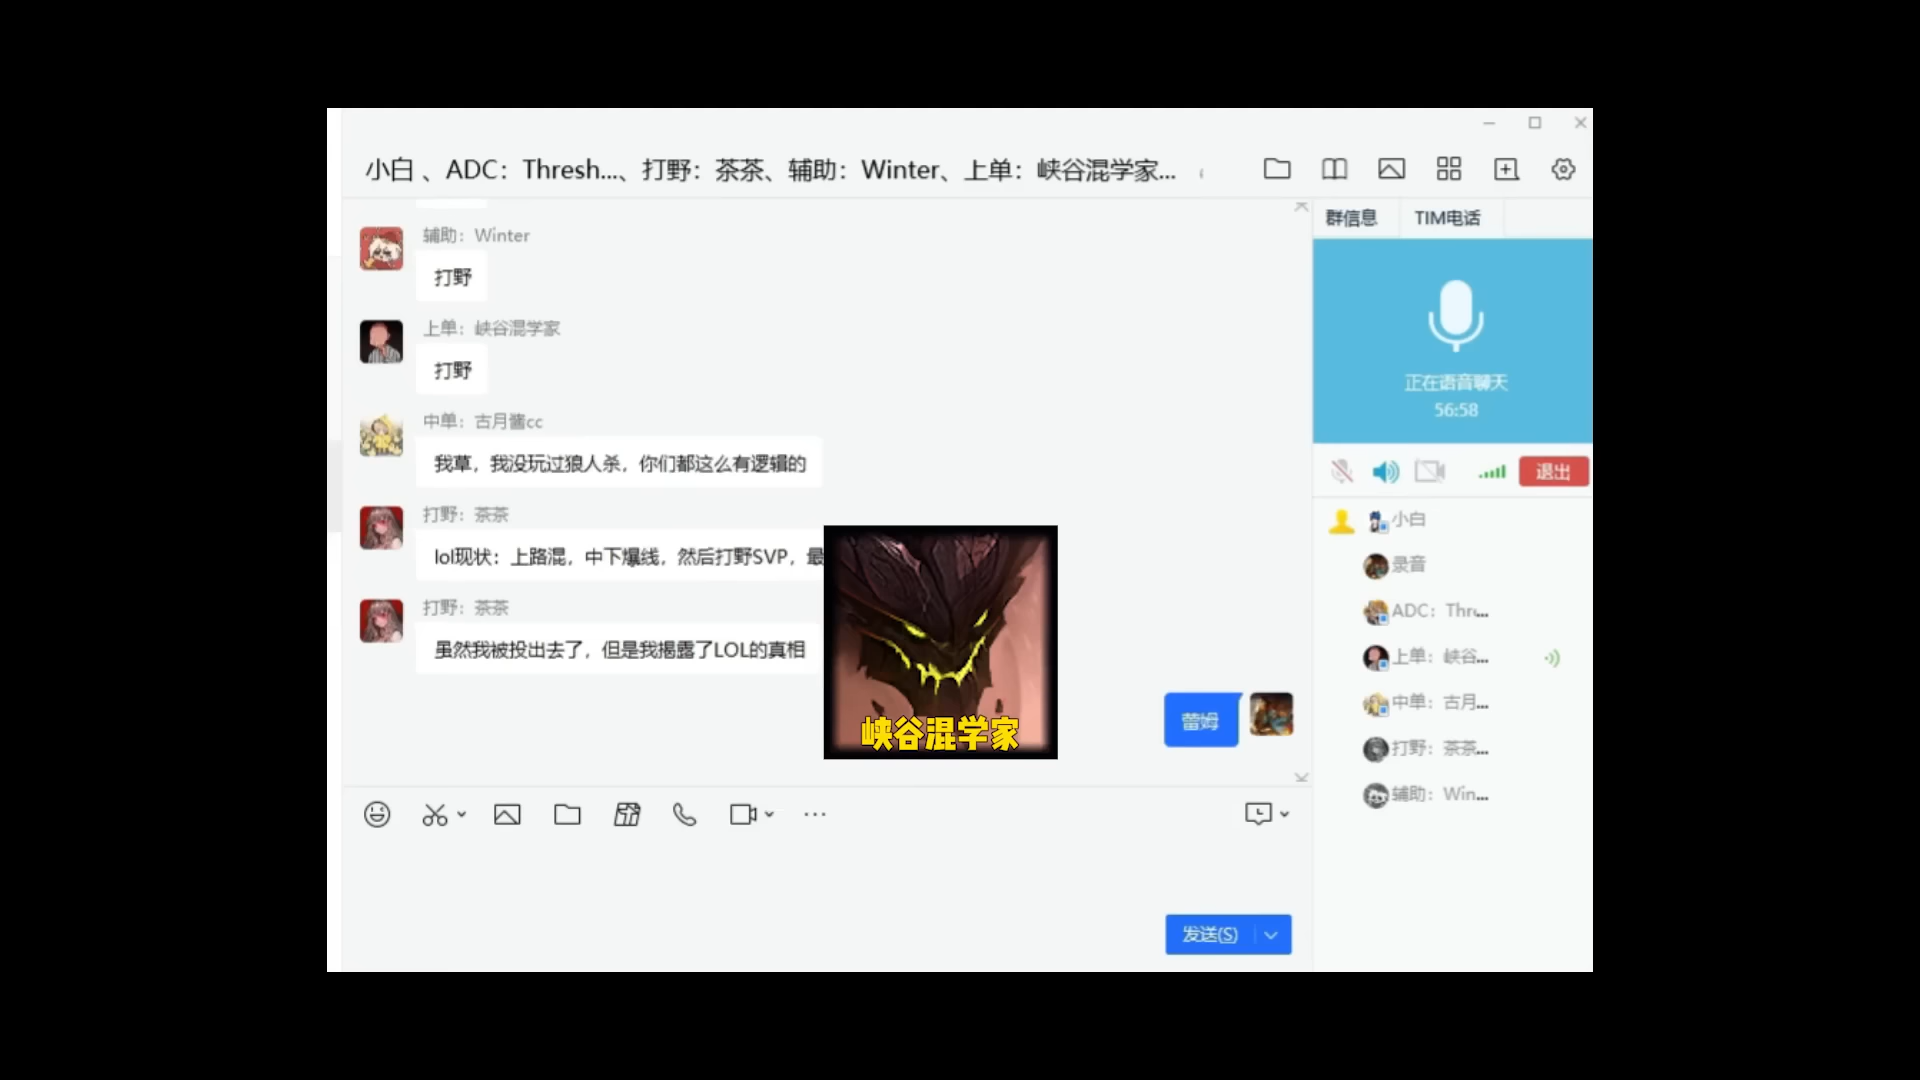 小白 、ADC：Thresh...、打野：茶茶、辅助：Winter、上单：峡谷混学家...
群信息
TIM电话
辅助：Winter
打野
上单：峡谷混学家
打野
中单：古月酱cc
我草，我没玩过狼人杀，你们都这么有逻辑的
打野：茶茶
lol现状：上路混，中下爆线，然后打野SVP，最
打野：茶茶
虽然我被投出去了，但是我揭露了LOL的真相
峡谷混学家
蕾姆
正在语音聊天
56:58
退出
小白
录音
ADC：Thr...
上单：峡谷...
中单：古月...
打野：茶茶...
辅助：Win...
发送(S)